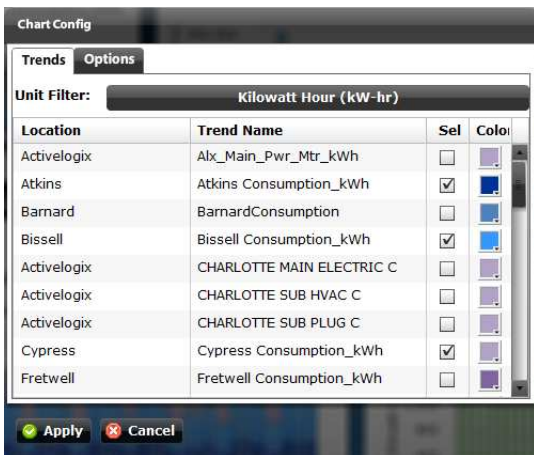 Chart Config
Trends Options
Unit Filter: Kilowatt Hour (kW-hr)
Location Trend Name Sel Color
Activelogix Alx_Main_Pwr_Mtr_kWh
Atkins Atkins Consumption_kWh
Barnard BarnardConsumption
Bissell Bissell Consumption_kWh
Activelogix CHARLOTTE MAIN ELECTRIC C
Activelogix CHARLOTTE SUB HVAC C
Activelogix CHARLOTTE SUB PLUG C
Cypress Cypress Consumption_kWh
Fretwell Fretwell Consumption_kWh
Apply Cancel